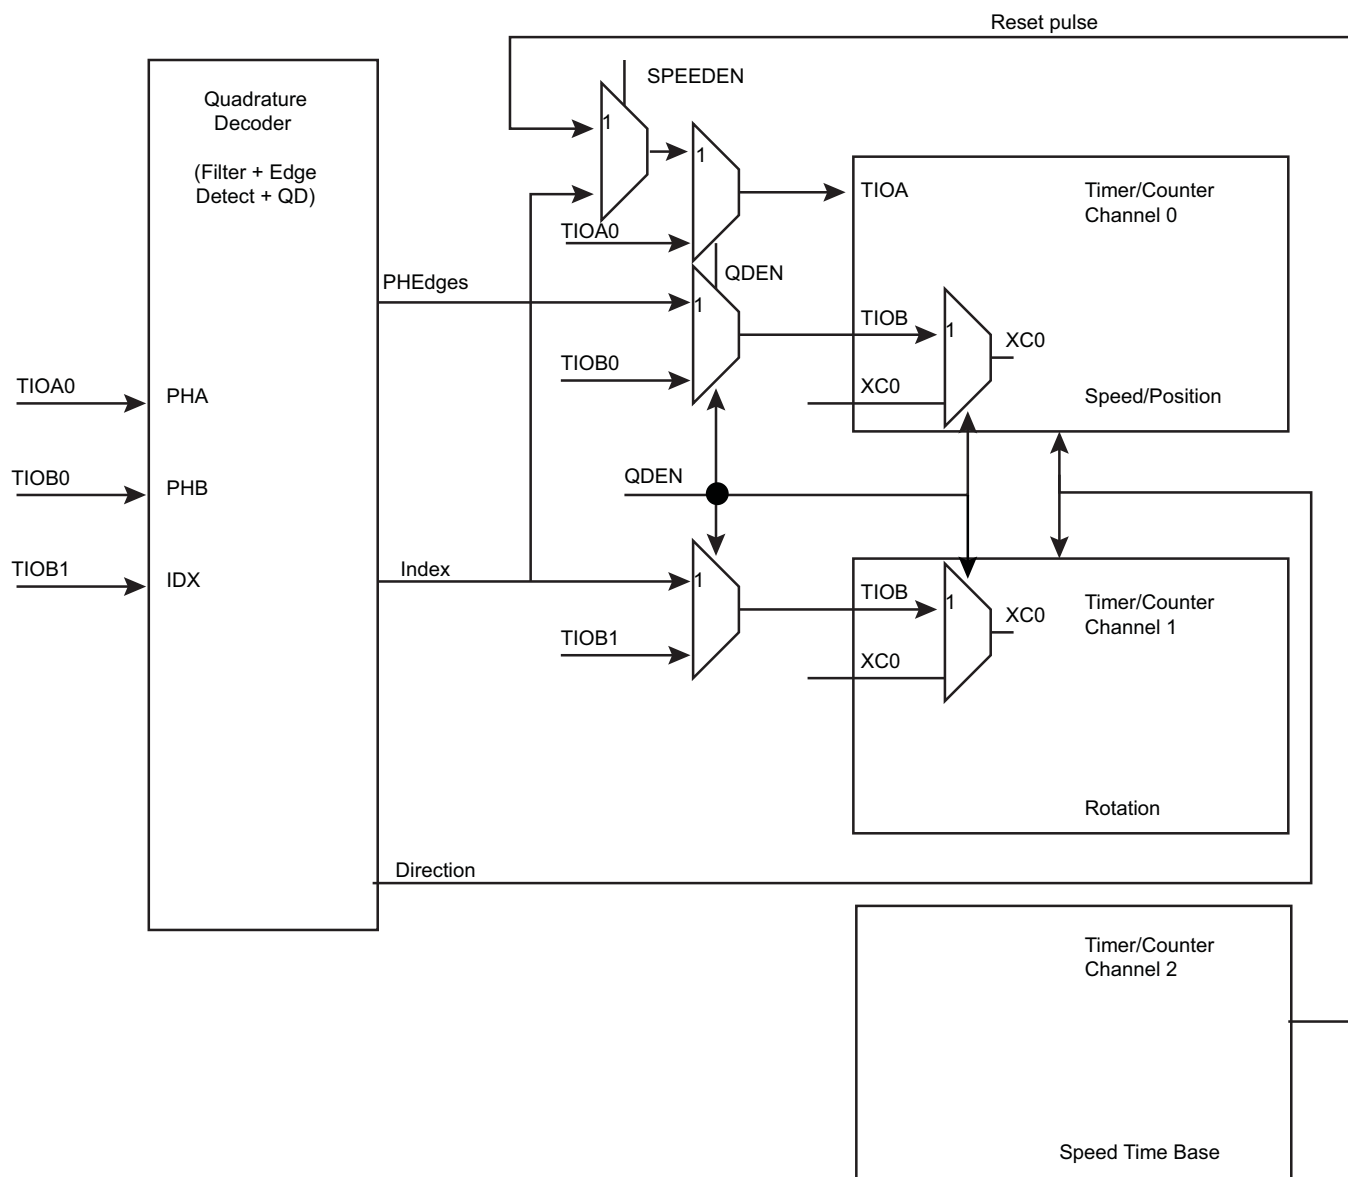 Reset pulse
SPEEDEN
Quadrature
Decoder
(Filter + Edge
Detect + QD)
1
1
TIOA
Timer/Counter
Channel 0
TIOA0
QDEN
PHEdges
1
TIOB
1
XC0
TIOB0
XC0
Speed/Position
TIOA0
PHA
QDEN
TIOB0
PHB
Index
TIOB1
IDX
1
TIOB
1
XC0
Timer/Counter
Channel 1
TIOB1
XC0
Rotation
Direction
Timer/Counter
Channel 2
Speed Time Base